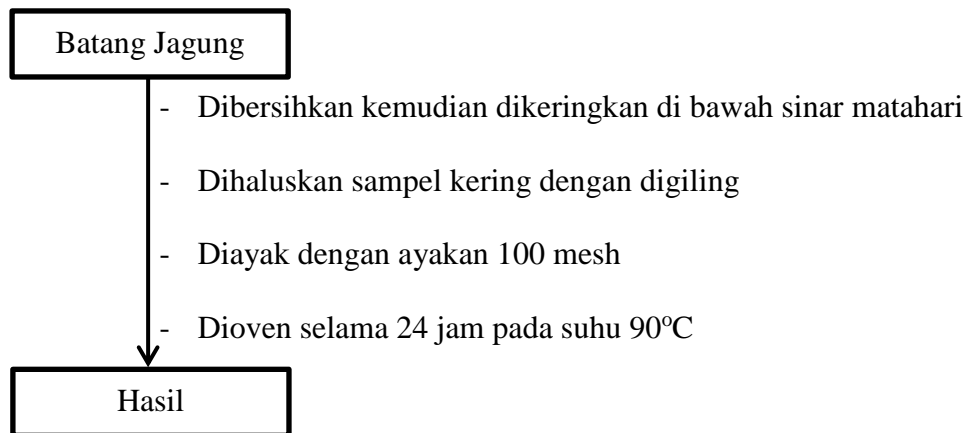 Batang Jagung
- Dibersihkan kemudian dikeringkan di bawah sinar matahari
- Dihaluskan sampel kering dengan digiling
- Diayak dengan ayakan 100 mesh
- Dioven selama 24 jam pada suhu 90°C
Hasil